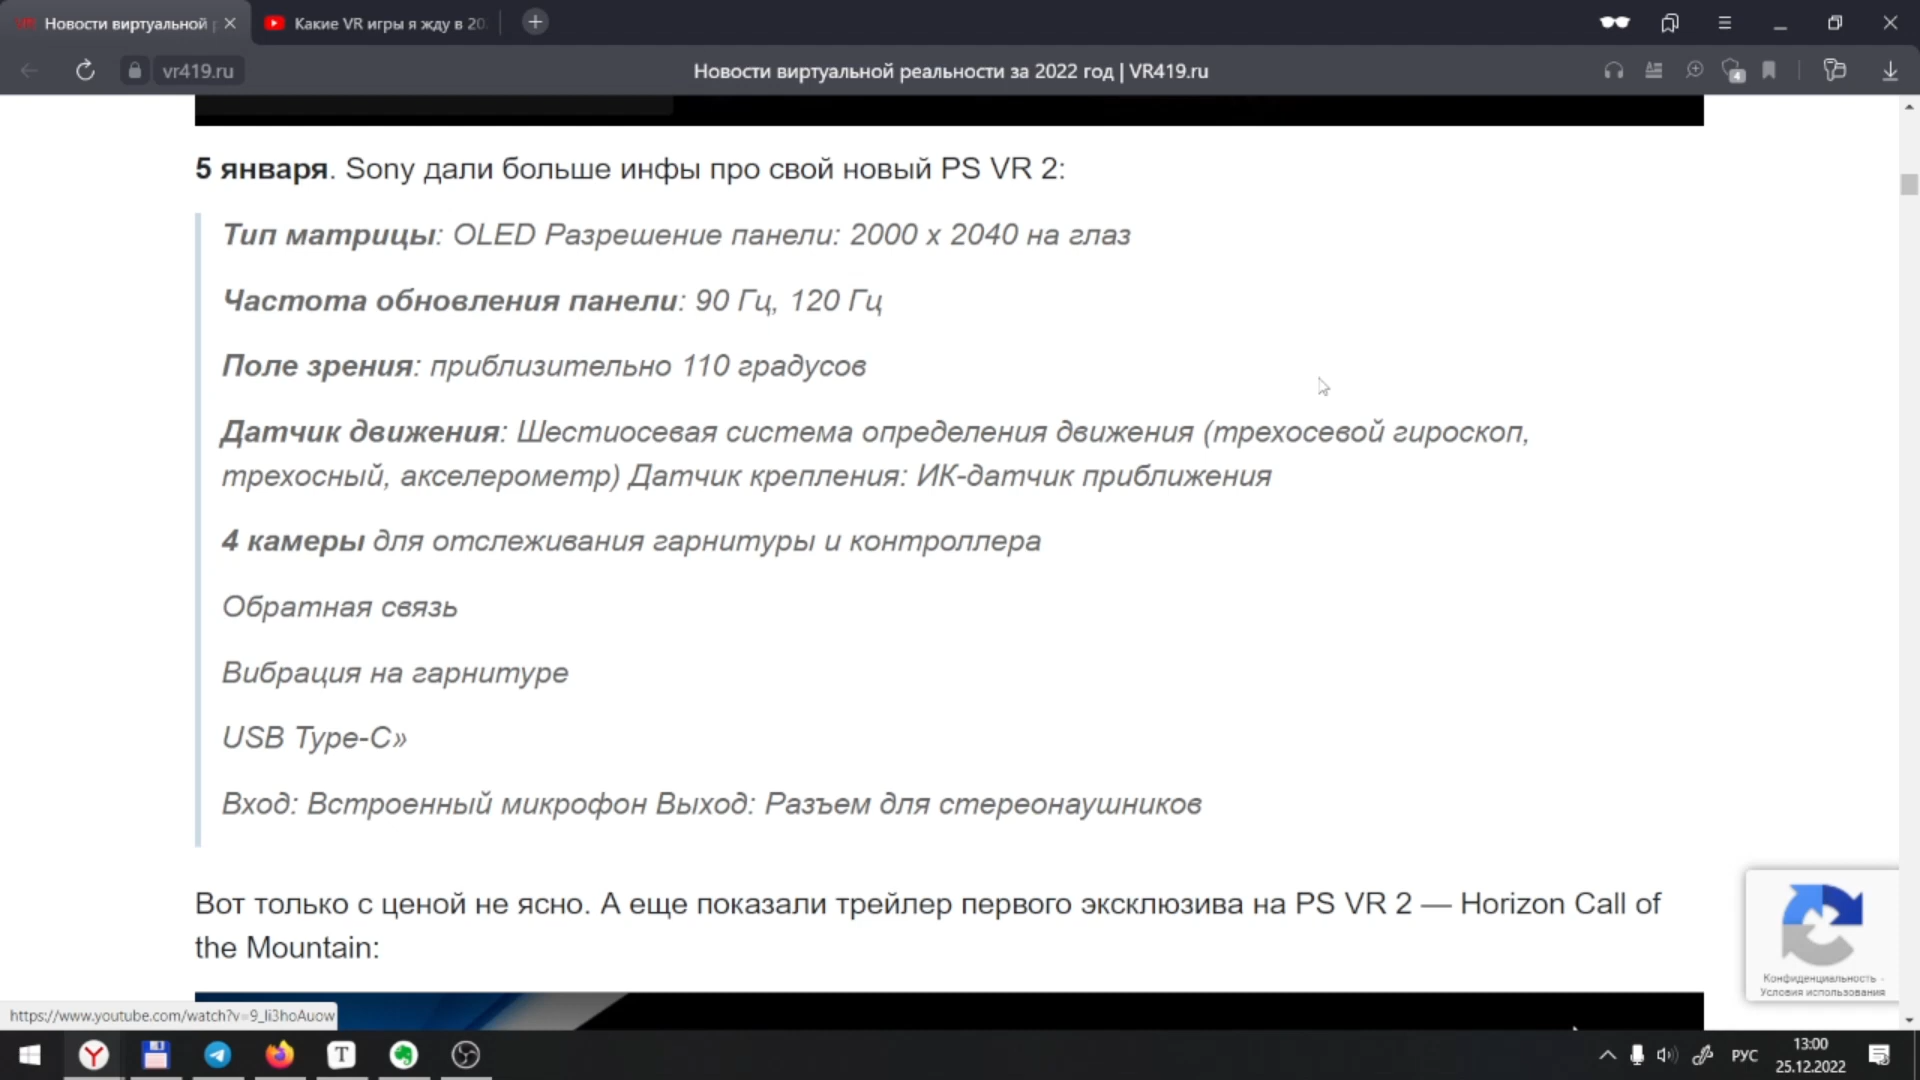 Новости виртуальной р
Какие VR игры я жду в 20
vr419.ru
Новости виртуальной реальности за 2022 год | VR419.ru
4
5 января. Sony дали больше инфы про свой новый PS VR 2:
Тип матрицы: OLED Разрешение панели: 2000 x 2040 на глаз
Частота обновления панели: 90 Гц, 120 Гц
Поле зрения: приблизительно 110 градусов
Датчик движения: Шестиосевая система определения движения (трехосевой гироскоп,
трехосный, акселерометр) Датчик крепления: ИК-датчик приближения
4 камеры для отслеживания гарнитуры и контроллера
Обратная связь
Вибрация на гарнитуре
USB Type-C»
Вход: Встроенный микрофон Выход: Разъем для стереонаушников
Вот только с ценой не ясно. А еще показали трейлер первого эксклюзива на PS VR 2 — Horizon Call of
the Mountain:
Конфиденциальность -
Условия использования
https://www.youtube.com/watch?v=9_li3hoAuow
T
РУС
13:00
25.12.2022